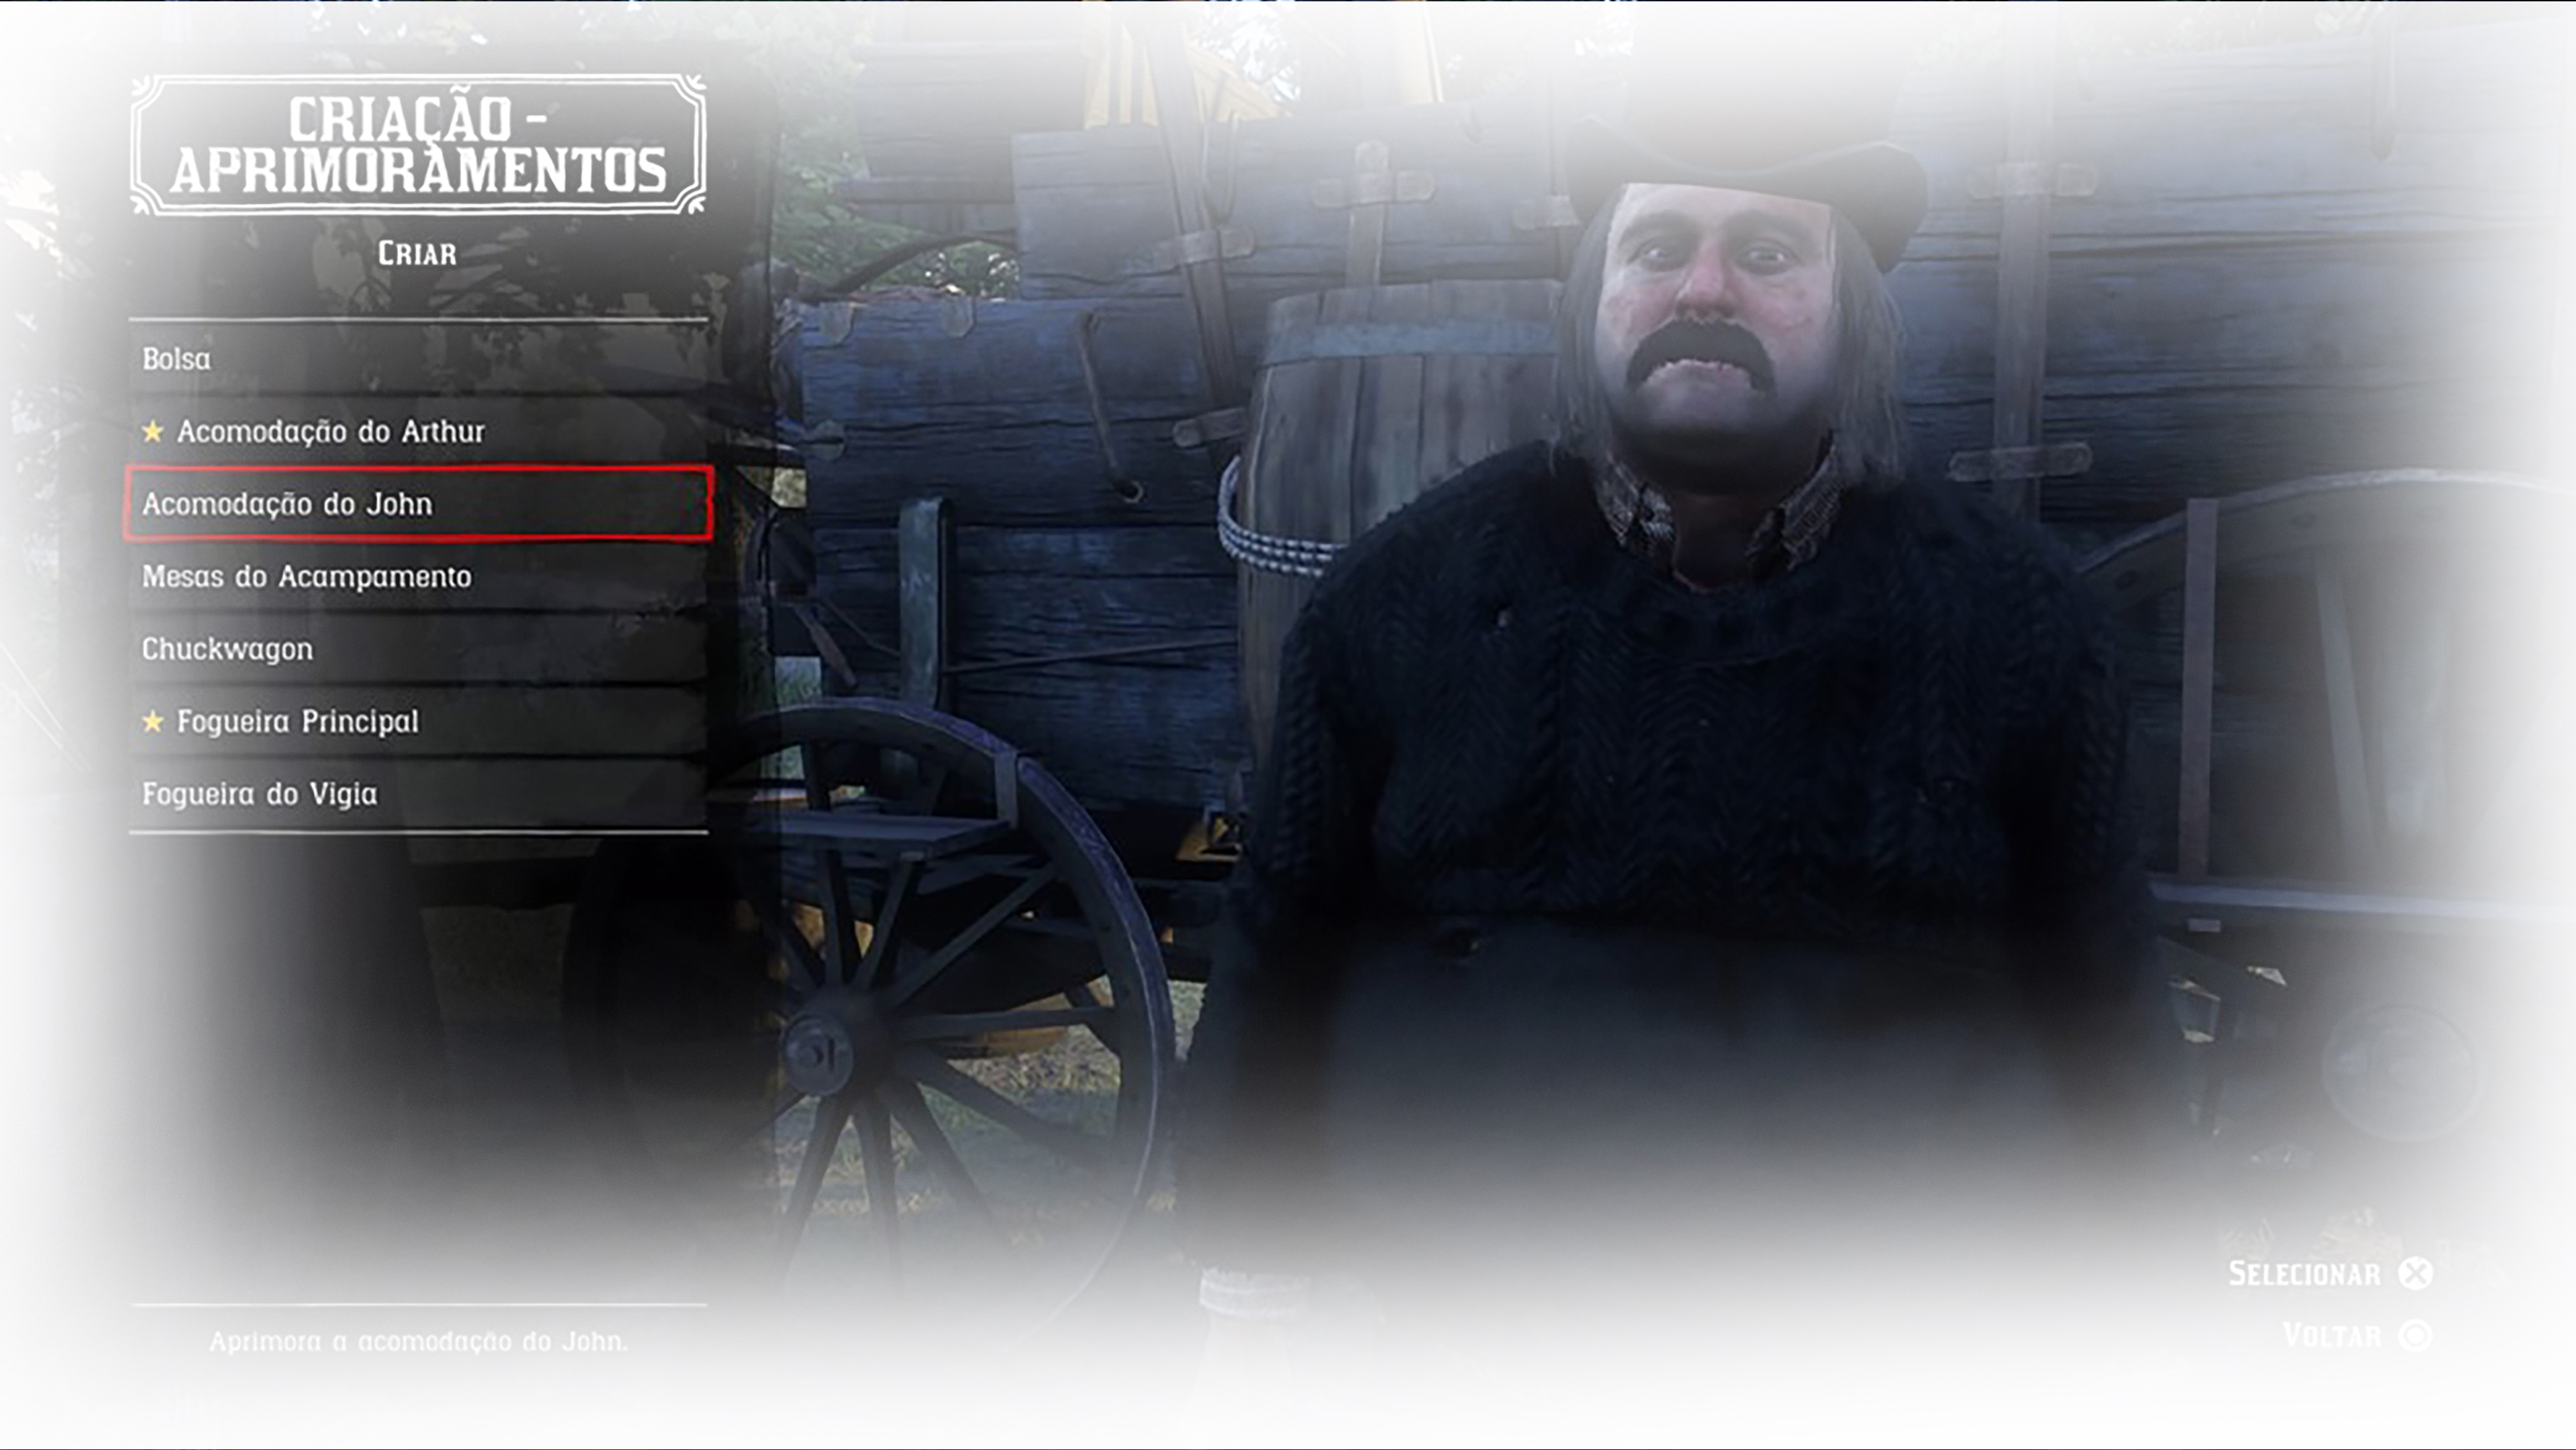 CRIAÇÃO -
APRIMORAMENTOS
CRIAR
Bolsa
Acomodação do Arthur
Acomodação do John
Mesas do Acampamento
Chuckwagon
Fogueira Principal
Fogueira do Vigia
Aprimora a acomodação do John.
SELECIONAR
VOLTAR